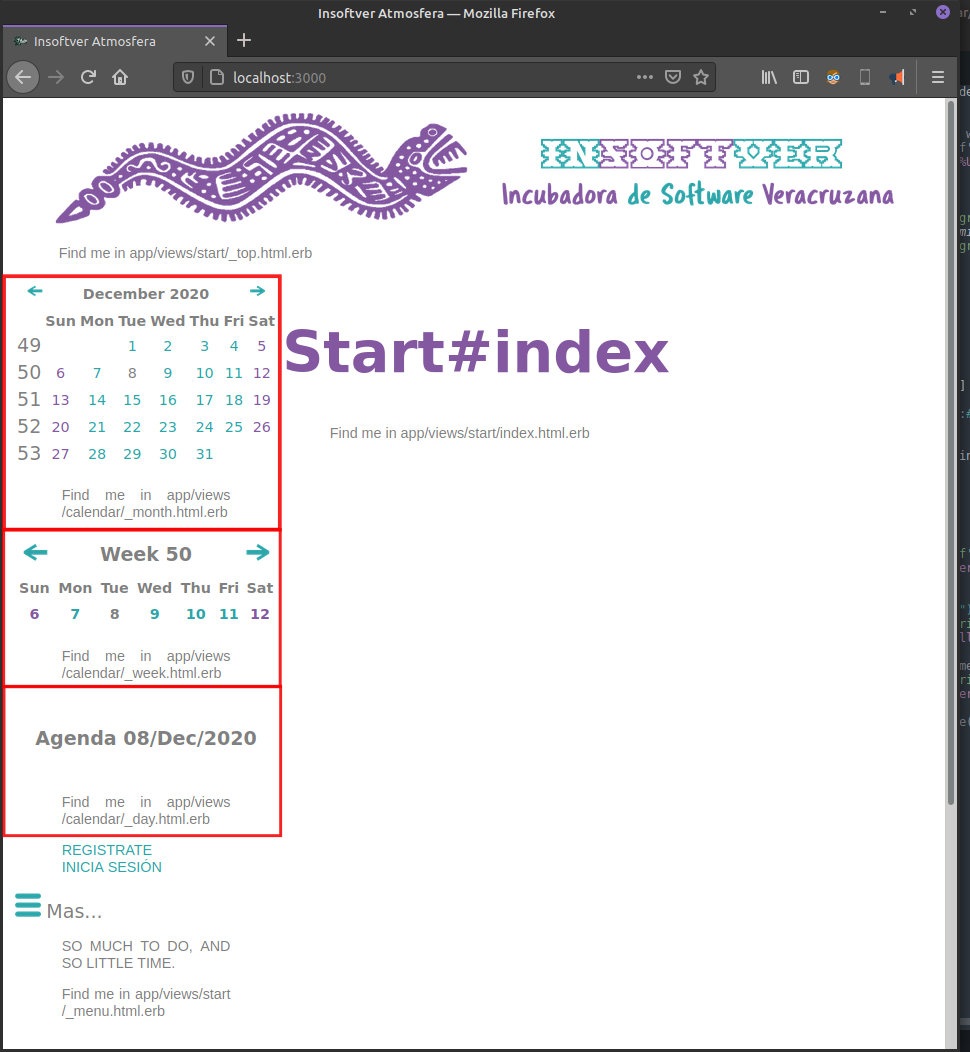 Insoftver Atmosfera — Mozilla Firefox
Insoftver Atmosfera
localhost:3000
INSOFTVER
Incubadora de Software Veracruzana
Find me in app/views/start/_top.html.erb
December 2020
Sun Mon Tue Wed Thu Fri Sat
49 1 2 3 4 5
50 6 7 8 9 10 11 12
51 13 14 15 16 17 18 19
52 20 21 22 23 24 25 26
53 27 28 29 30 31
Find me in app/views
/calendar/_month.html.erb
Start#index
Find me in app/views/start/index.html.erb
Week 50
Sun Mon Tue Wed Thu Fri Sat
6 7 8 9 10 11 12
Find me in app/views
/calendar/_week.html.erb
Agenda 08/Dec/2020
Find me in app/views
/calendar/_day.html.erb
REGISTRATE
INICIA SESIÓN
Mas...
SO MUCH TO DO, AND
SO LITTLE TIME.
Find me in app/views/start
/_menu.html.erb